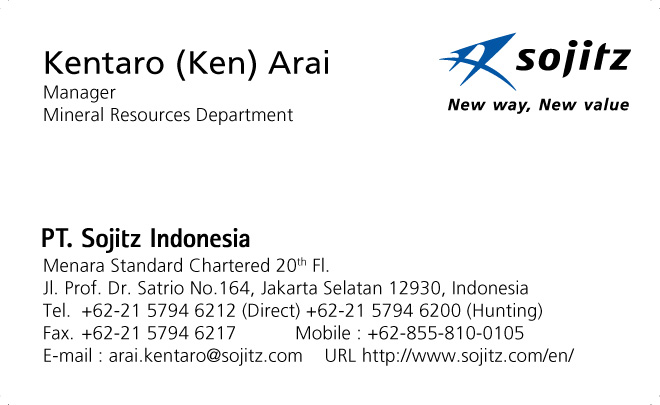 Kentaro (Ken) Arai
Manager
Mineral Resources Department
sojitz
New way, New value
PT. Sojitz Indonesia
Menara Standard Chartered 20th Fl.
Jl. Prof. Dr. Satrio No.164, Jakarta Selatan 12930, Indonesia
Tel. +62-21 5794 6212 (Direct) +62-21 5794 6200 (Hunting)
Fax. +62-21 5794 6217 Mobile : +62-855-810-0105
E-mail : arai.kentaro@sojitz.com URL http://www.sojitz.com/en/